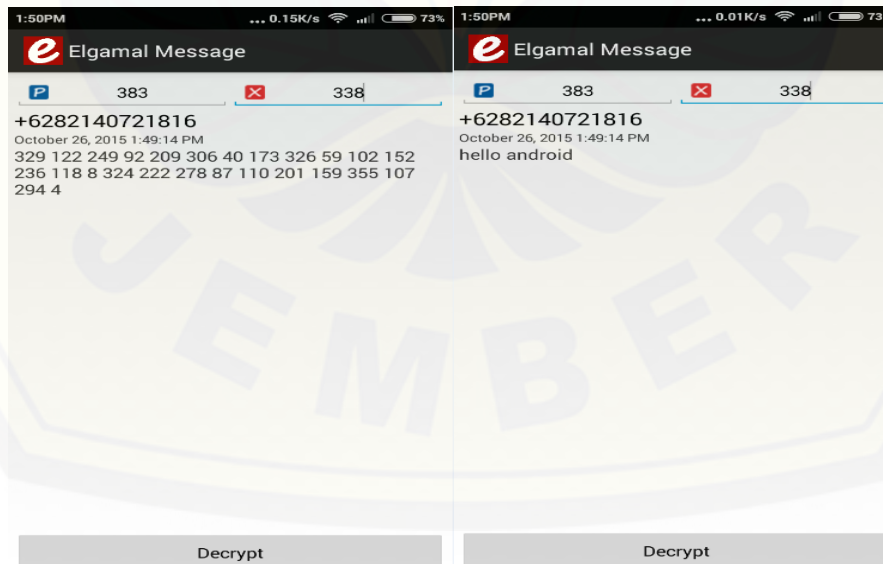 1:50PM
... 0.15K/s 73%
e Elgamal Message
P 383 X 338
+6282140721816
October 26, 2015 1:49:14 PM
329 122 249 92 209 306 40 173 326 59 102 152
236 118 8 324 222 278 87 110 201 159 355 107
294 4
Decrypt
1:50PM
... 0.01K/s 73
e Elgamal Message
P 383 X 338
+6282140721816
October 26, 2015 1:49:14 PM
hello android
Decrypt
JEMBER